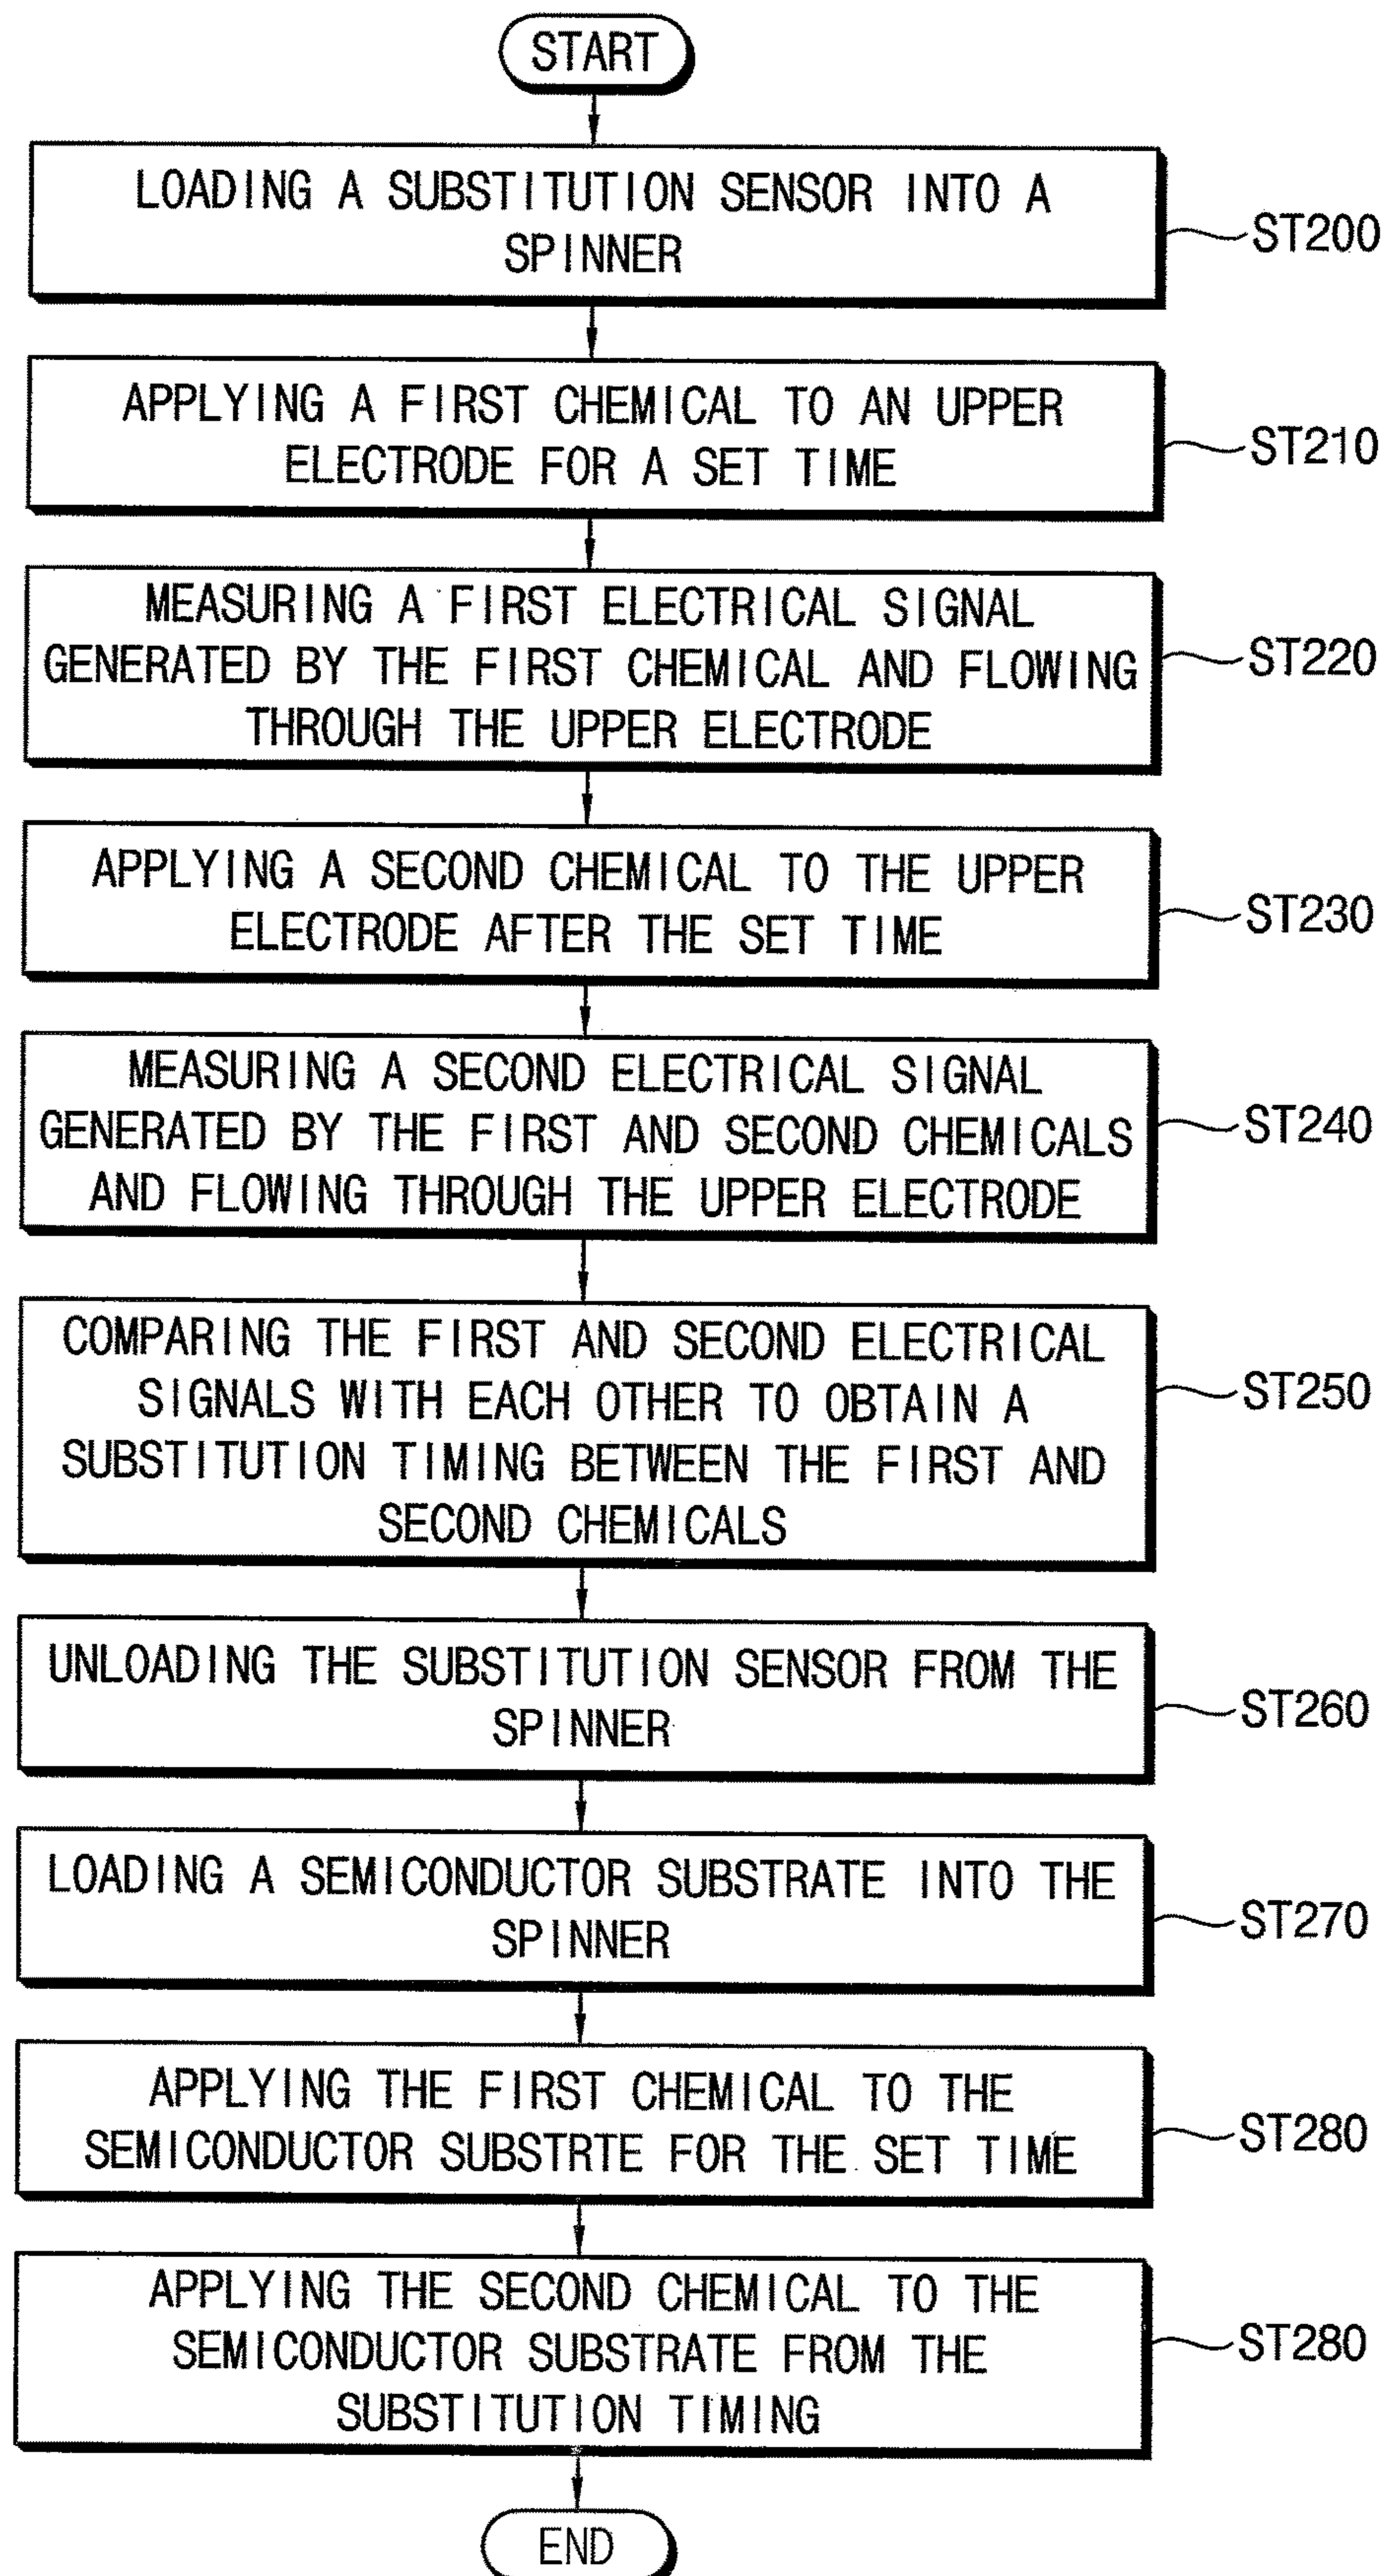 START
LOADING A SUBSTITUTION SENSOR INTO A
SPINNER
ST200
APPLYING A FIRST CHEMICAL TO AN UPPER
ELECTRODE FOR A SET TIME
ST210
MEASURING A FIRST ELECTRICAL SIGNAL
GENERATED BY THE FIRST CHEMICAL AND FLOWING
THROUGH THE UPPER ELECTRODE
ST220
APPLYING A SECOND CHEMICAL TO THE UPPER
ELECTRODE AFTER THE SET TIME
ST230
MEASURING A SECOND ELECTRICAL SIGNAL
GENERATED BY THE FIRST AND SECOND CHEMICALS
AND FLOWING THROUGH THE UPPER ELECTRODE
ST240
COMPARING THE FIRST AND SECOND ELECTRICAL
SIGNALS WITH EACH OTHER TO OBTAIN A
SUBSTITUTION TIMING BETWEEN THE FIRST AND
SECOND CHEMICALS
ST250
UNLOADING THE SUBSTITUTION SENSOR FROM THE
SPINNER
ST260
LOADING A SEMICONDUCTOR SUBSTRATE INTO THE
SPINNER
ST270
APPLYING THE FIRST CHEMICAL TO THE
SEMICONDUCTOR SUBSTRTE FOR THE SET TIME
ST280
APPLYING THE SECOND CHEMICAL TO THE
SEMICONDUCTOR SUBSTRATE FROM THE
SUBSTITUTION TIMING
ST280
END